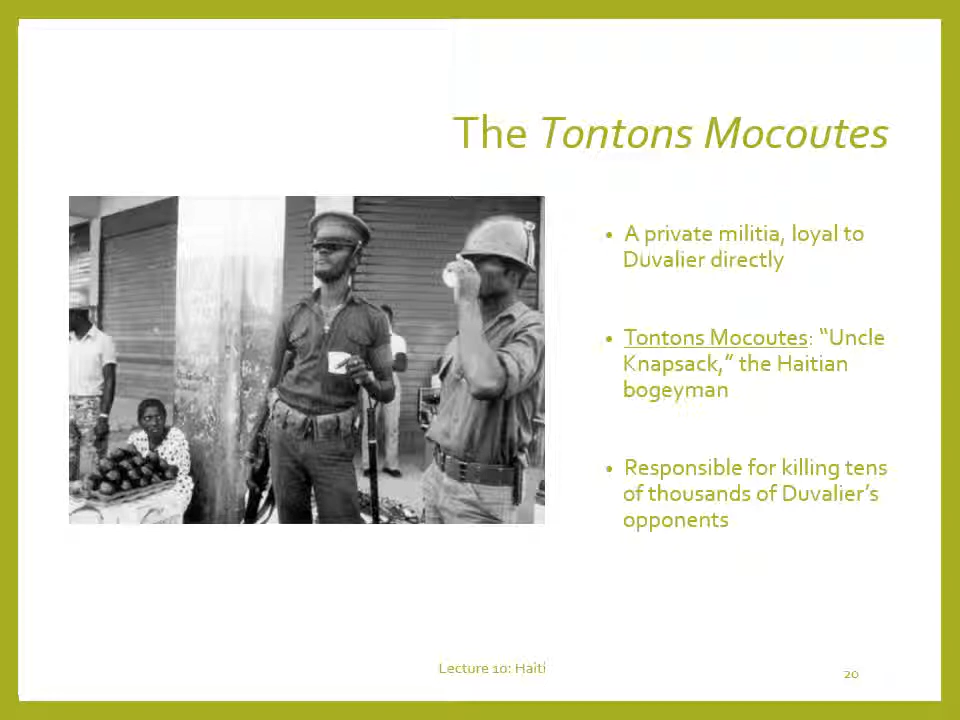 The Tontons Mocoutes
• A private militia, loyal to
Duvalier directly
• Tontons Mocoutes: “Uncle
Knapsack,” the Haitian
bogeyman
• Responsible for killing tens
of thousands of Duvalier’s
opponents
Lecture 10: Haiti
20